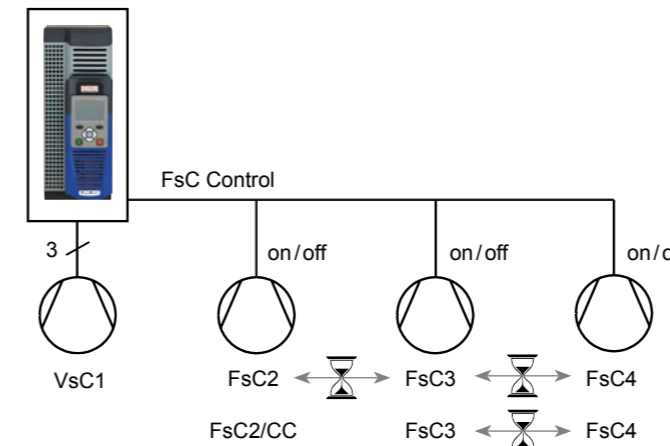 FsC Control
3
on/off
on/off
VsC1
FsC2
FsC3
FsC4
FsC2/CC
FsC3
FsC4